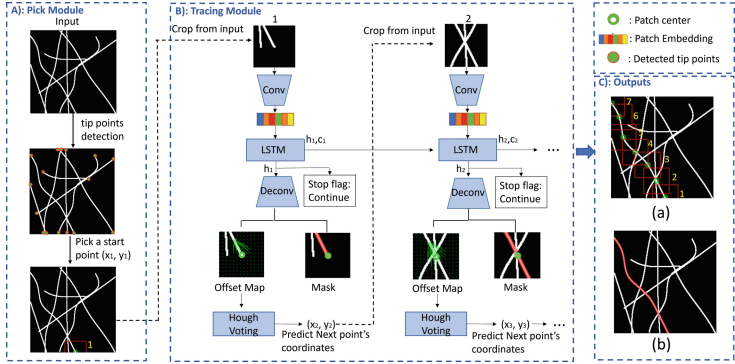 A): Pick Module
Input
tip points
detection
Pick a start
point (x₁, y₁)
1
B): Tracing Module
1
Crop from input
Conv
LSTM
h₁,c₁
h₁
Deconv
Stop flag:
Continue
Offset Map
Mask
Hough
Voting
(x₂, y₂)
Predict Next point's
coordinates
2
Crop from input
Conv
LSTM
h₂,c₂
...
h₂
Deconv
Stop flag:
Continue
Offset Map
Mask
Hough
Voting
(x₃, y₃)
...
Predict Next point's
coordinates
: Patch center
: Patch Embedding
: Detected tip points
C): Outputs
7
6
5
4
3
2
1
(a)
(b)